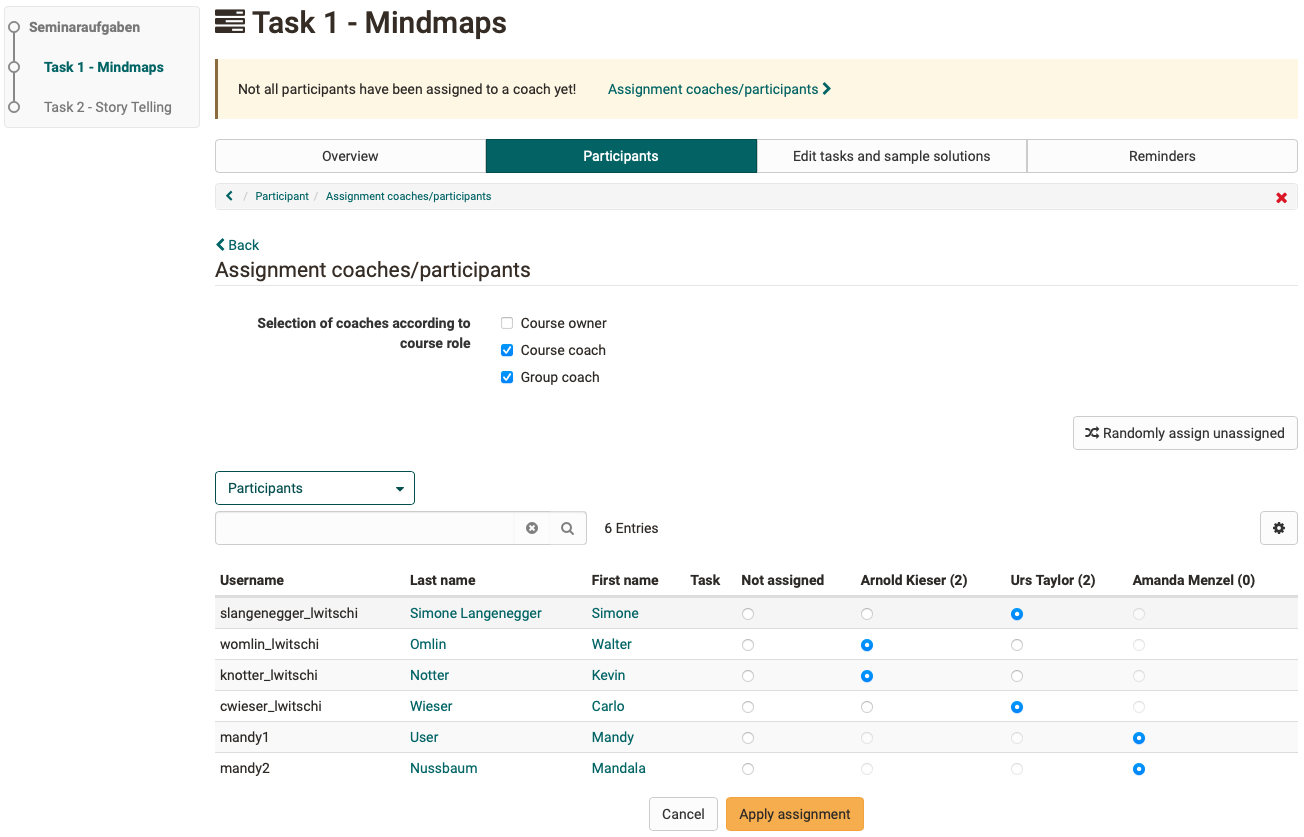 Seminaraufgaben
Task 1 - Mindmaps
Task 2 - Story Telling
Task 1 - Mindmaps
Not all participants have been assigned to a coach yet! Assignment coaches/participants
Overview Participants Edit tasks and sample solutions Reminders
/ Participant / Assignment coaches/participants
Back
Assignment coaches/participants
Selection of coaches according to
course role
Course owner
Course coach
Group coach
Randomly assign unassigned
Participants
6 Entries
Username Last name First name Task Not assigned Arnold Kieser (2) Urs Taylor (2) Amanda Menzel (0)
slangenegger_lwitschi Simone Langenegger Simone
womlin_lwitschi Omlin Walter
knotter_lwitschi Notter Kevin
cwieser_lwitschi Wieser Carlo
mandy1 User Mandy
mandy2 Nussbaum Mandala
Cancel Apply assignment